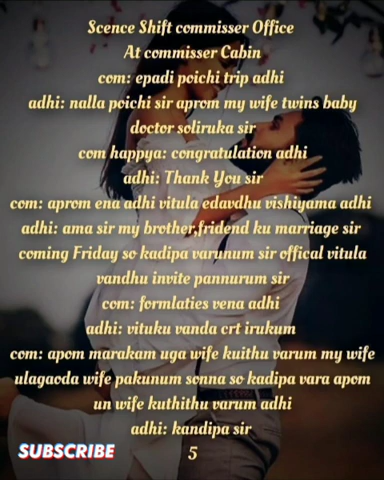 Scence Shift commisser Office
At commisser Cabin
com: epadi poichi trip adhi
adhi: nalla poichi sir aprom my wife twins baby
doctor soliruka sir
com happya: congratulation adhi
adhi: Thank You sir
com: aprom ena adhi vitula edavdhu vishiyama adhi
adhi: ama sir my brother,fridend ku marriage sir
coming Friday so kadipa varunum sir offical vitula
vandhu invite pannurum sir
com: formlaties vena adhi
adhi: vituku vanda crt irukum
com: apom marakam uga wife kuithu varum my wife
ulagaoda wife pakunum sonna so kadipa vara apom
un wife kuthithu varum adhi
adhi: kandipa sir
SUBSCRIBE
5